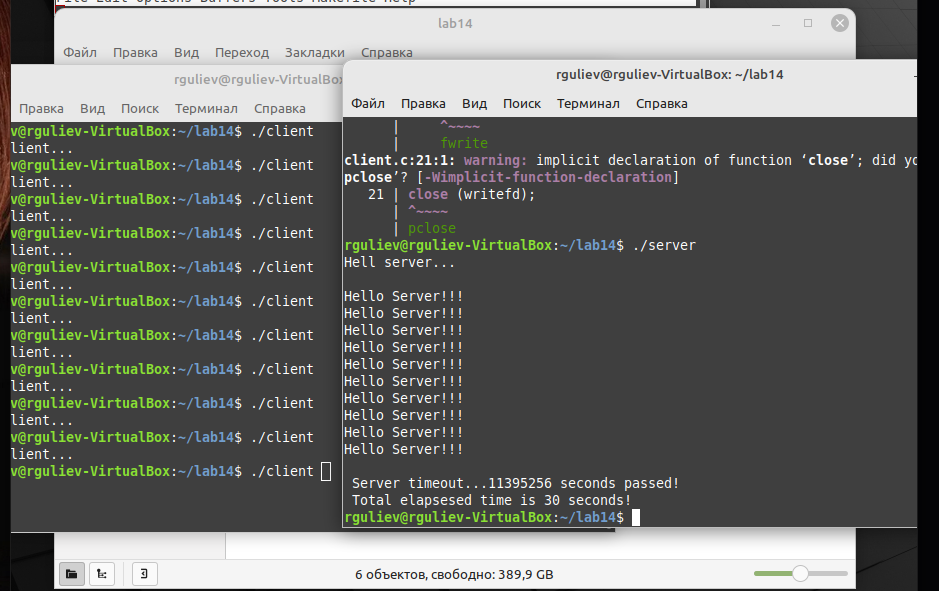 File Edit Options Buffers Tools Makefile Help
lab14
Файл Правка Вид Переход Закладки Справка
rguliev@rguliev-VirtualBox
Правка Вид Поиск Терминал Справка
v@rguliev-VirtualBox:~/lab14$ ./client
lient...
v@rguliev-VirtualBox:~/lab14$ ./client
lient...
v@rguliev-VirtualBox:~/lab14$ ./client
lient...
v@rguliev-VirtualBox:~/lab14$ ./client
lient...
v@rguliev-VirtualBox:~/lab14$ ./client
lient...
v@rguliev-VirtualBox:~/lab14$ ./client
lient...
v@rguliev-VirtualBox:~/lab14$ ./client
lient...
v@rguliev-VirtualBox:~/lab14$ ./client
lient...
v@rguliev-VirtualBox:~/lab14$ ./client
lient...
v@rguliev-VirtualBox:~/lab14$ ./client
lient...
v@rguliev-VirtualBox:~/lab14$ ./client
rguliev@rguliev-VirtualBox: ~/lab14
Файл Правка Вид Поиск Терминал Справка
| ^~~~~
| fwrite
client.c:21:1: warning: implicit declaration of function ‘close’; did yo
pclose’? [-Wimplicit-function-declaration]
21 | close (writefd);
| ^~~~~
| pclose
rguliev@rguliev-VirtualBox:~/lab14$ ./server
Hell server...
Hello Server!!!
Hello Server!!!
Hello Server!!!
Hello Server!!!
Hello Server!!!
Hello Server!!!
Hello Server!!!
Hello Server!!!
Hello Server!!!
Hello Server!!!
Server timeout...11395256 seconds passed!
Total elapsesed time is 30 seconds!
rguliev@rguliev-VirtualBox:~/lab14$
6 объектов, свободно: 389,9 GB